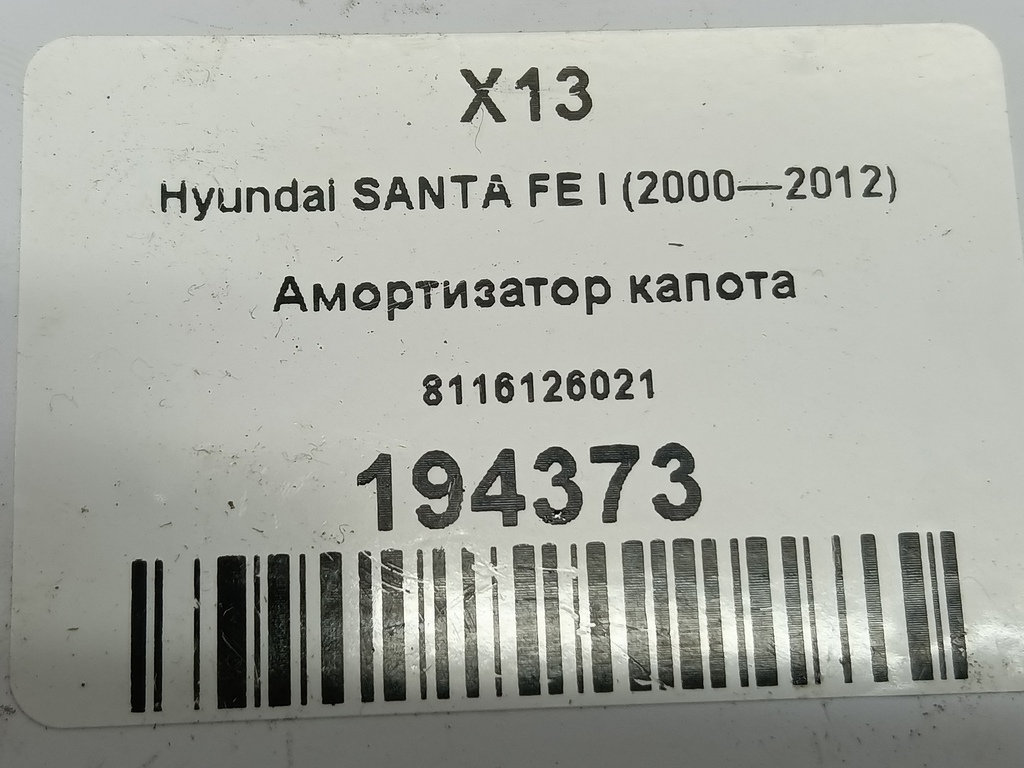 X13
Hyundai SANTA FE I (2000—2012)
Амортизатор капота
8116126021
194373